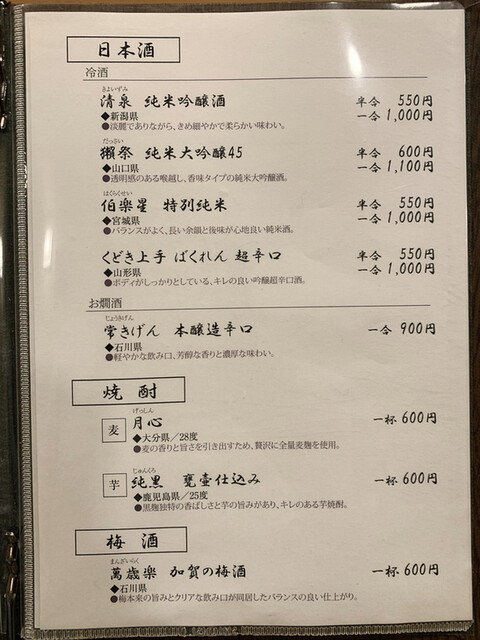 日本酒
冷酒
きよいずみ
清泉 純米吟醸酒 半合 550円
◆新潟県 一合 1,000円
●淡麗でありながら、きめ細やかで柔らかい味わい。
だっさい
獺祭 純米大吟醸45 半合 600円
◆山口県 一合 1,100円
●透明感のある喉越し、香味タイプの純米大吟醸酒。
はくらくせい
伯楽星 特別純米 半合 550円
◆宮城県 一合 1,000円
●バランスがよく、長い余韻と後味が心地良い純米酒。
くどき上手 ばくれん 超辛口 半合 550円
◆山形県 一合 1,000円
●ボディがしっかりとしている、キレの良い吟醸超辛口酒。
お燗酒
じょうきげん
常きげん 本醸造辛口 一合 900円
◆石川県
●軽やかな飲み口、芳醇な香りと濃厚な味わい。
焼酎
げっしん
麦 月心 一杯 600円
◆大分県／28度
●麦の香りと旨さを引き出すため、贅沢に全量麦麹を使用。
じゅんくろ
芋 純黒 甕壷仕込み 一杯 600円
◆鹿児島県／25度
●黒麹独特の香ばしさと芋の旨みがあり、キレのある芋焼酎。
梅酒
まんざいらく
萬歳楽 加賀の梅酒 一杯 600円
◆石川県
●梅本来の旨みとクリアな飲み口が同居したバランスの良い仕上がり。